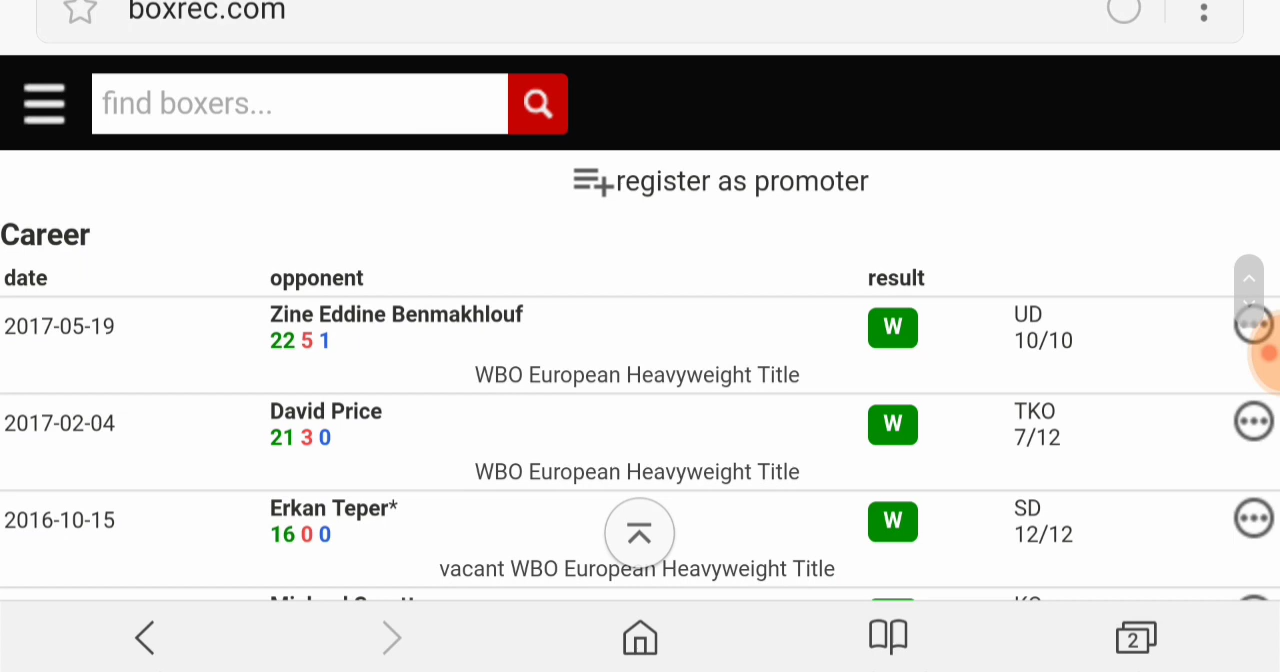 boxrec.com
find boxers...
register as promoter
Career
date opponent result
2017-05-19 Zine Eddine Benmakhlouf 22 5 1 W UD 10/10
WBO European Heavyweight Title
2017-02-04 David Price 21 3 0 W TKO 7/12
WBO European Heavyweight Title
2016-10-15 Erkan Teper* 16 0 0 W SD 12/12
vacant WBO European Heavyweight Title
2